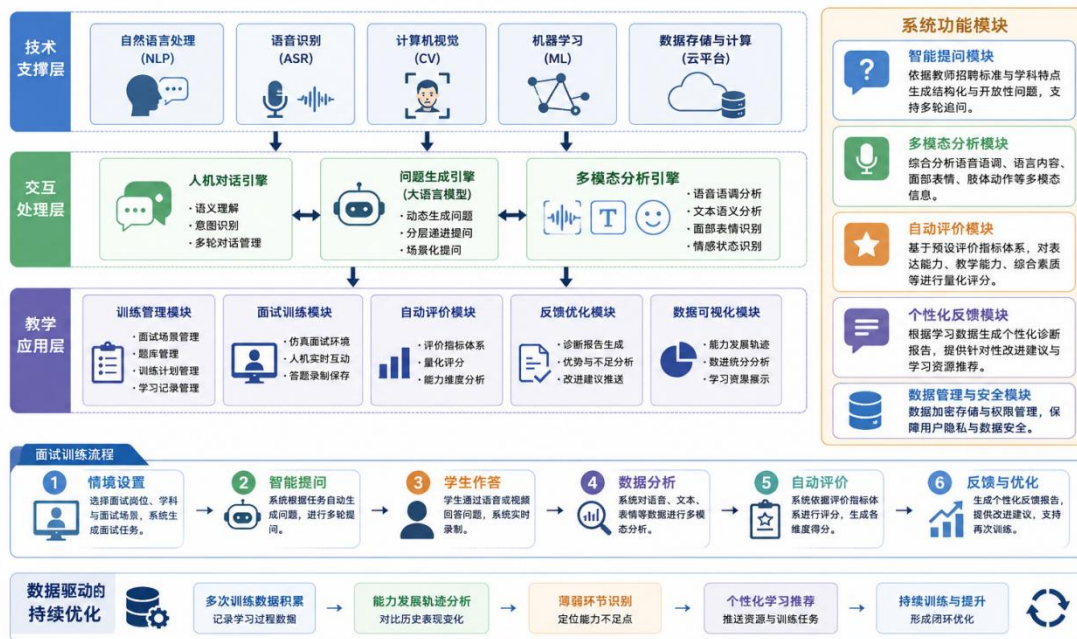 技术
支撑层
自然语言处理
(NLP)
语音识别
(ASR)
计算机视觉
(CV)
机器学习
(ML)
数据存储与计算
(云平台)
交互
处理层
人机对话引擎
·语义理解
·意图识别
·多轮对话管理
问题生成引擎
(大语言模型)
·动态生成问题
·分层递进提问
·场景化提问
多模态分析引擎
T
·语音语调分析
·文本语义分析
·面部表情识别
·情感状态识别
教学
应用层
训练管理模块
·面试场景管理
·题库管理
·训练计划管理
·学习记录管理
面试训练模块
·仿真面试环境
·人机实时互动
·答题录制保存
自动评价模块
·评价指标体系
·量化评分
·能力维度分析
反馈优化模块
·诊断报告生成
·优势与不足分析
·改进建议推送
数据可视化模块
·能力发展轨迹
·数进统分分析
·学习资展示
系统功能模块
?
智能提问模块
依据教师招聘标准与学科特点
生成结构化与开放性问题，支
持多轮追问。
多模态分析模块
综合分析语音语调、语言内容、
面部表情、肢体动作等多模态
信息。
自动评价模块
基于预设评价指标体系，对表
达能力、教学能力、综合素质
等进行量化评分。
个性化反馈模块
根据学习数据生成个性化诊断
报告，提供针对性改进建议与
学习资源推荐。
数据管理与安全模块
数据加密存储与权限管理，保
障用户隐私与数据安全。
面试训练流程
1 情境设置
选择面试岗位、学科
与面试场景，系统生
成面试任务。
2 智能提问
系统根据任务自动生
成问题，进行多轮提
问。
3 学生作答
学生通过语音或视频
回答问题，系统实时
录制。
4 数据分析
系统对语音、文本、
表情等数据进行多模
态分析。
5 自动评价
系统依据评价指标体
系进行评分，生成各
维度得分。
6 反馈与优化
生成个性反馈报告，
提供改进建议，支持
再次训练。
数据驱动的
持续优化
多次训练数据积累
记录学习过程数据
能力发展轨迹分析
对比历史表现变化
薄弱环节识别
定位能力不足点
个性化学习推荐
推送资源与训练任务
持续训练与提升
形成闭环优化